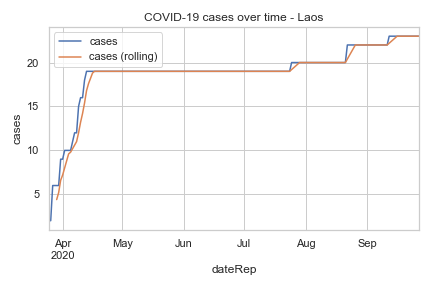 COVID-19 cases over time - Laos
cases
cases (rolling)
20
15
10
5
cases
Apr
2020
May
Jun
Jul
Aug
Sep
dateRep